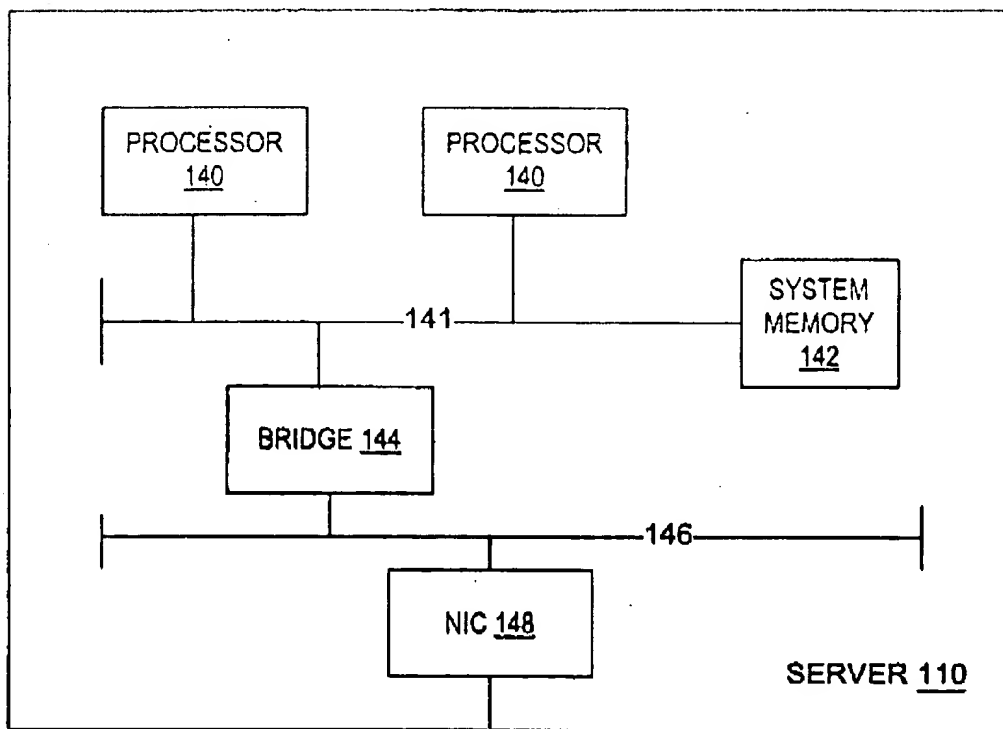 PROCESSOR
140
PROCESSOR
140
SYSTEM
MEMORY
142
141
BRIDGE 144
146
NIC 148
SERVER 110